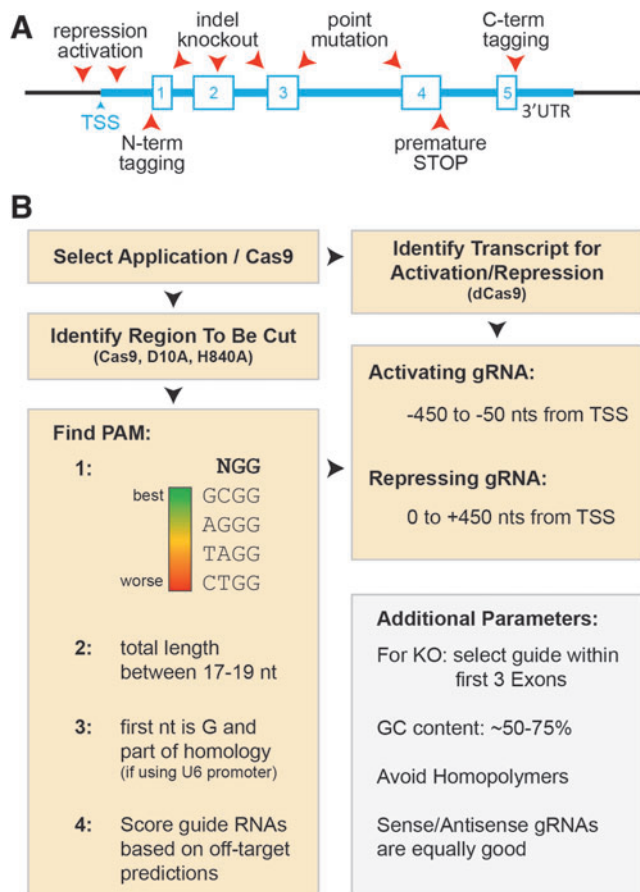 A
repression
activation
indel
knockout
point
mutation
C-term
tagging
1
2
3
4
5
TSS
3'UTR
N-term
tagging
premature
STOP
B
Select Application / Cas9
Identify Transcript for
Activation/Repression
(dCas9)
Identify Region To Be Cut
(Cas9, D10A, H840A)
Activating gRNA:
-450 to -50 nts from TSS
Repressing gRNA:
0 to +450 nts from TSS
Find PAM:
1:
NGG
best
GCGG
AGGG
TAGG
worse
CTGG
2: total length
between 17-19 nt
3: first nt is G and
part of homology
(if using U6 promoter)
4: Score guide RNAs
based on off-target
predictions
Additional Parameters:
For KO: select guide within
first 3 Exons
GC content: ~50-75%
Avoid Homopolymers
Sense/Antisense gRNAs
are equally good